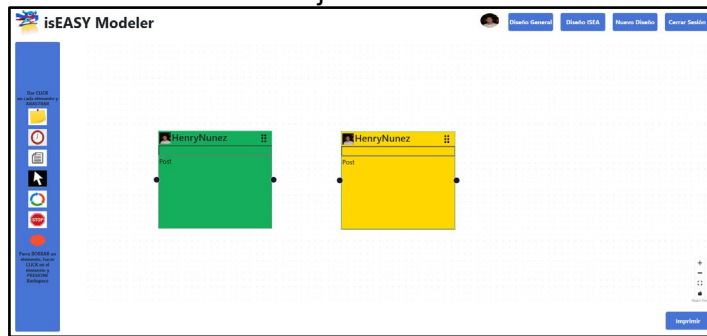 isEASY Modeler
Diseño General
Diseño ISEA
Nuevo Diseño
Cerrar Sesión
Dar CLICK
en cada elemento y
ARRASTRAR
STOP
Para BORRAR un
elemento, hacer
CLICK en el
elemento y
PRESIONE
Backspace
HenryNunez
Post
HenryNunez
Post
Imprimir